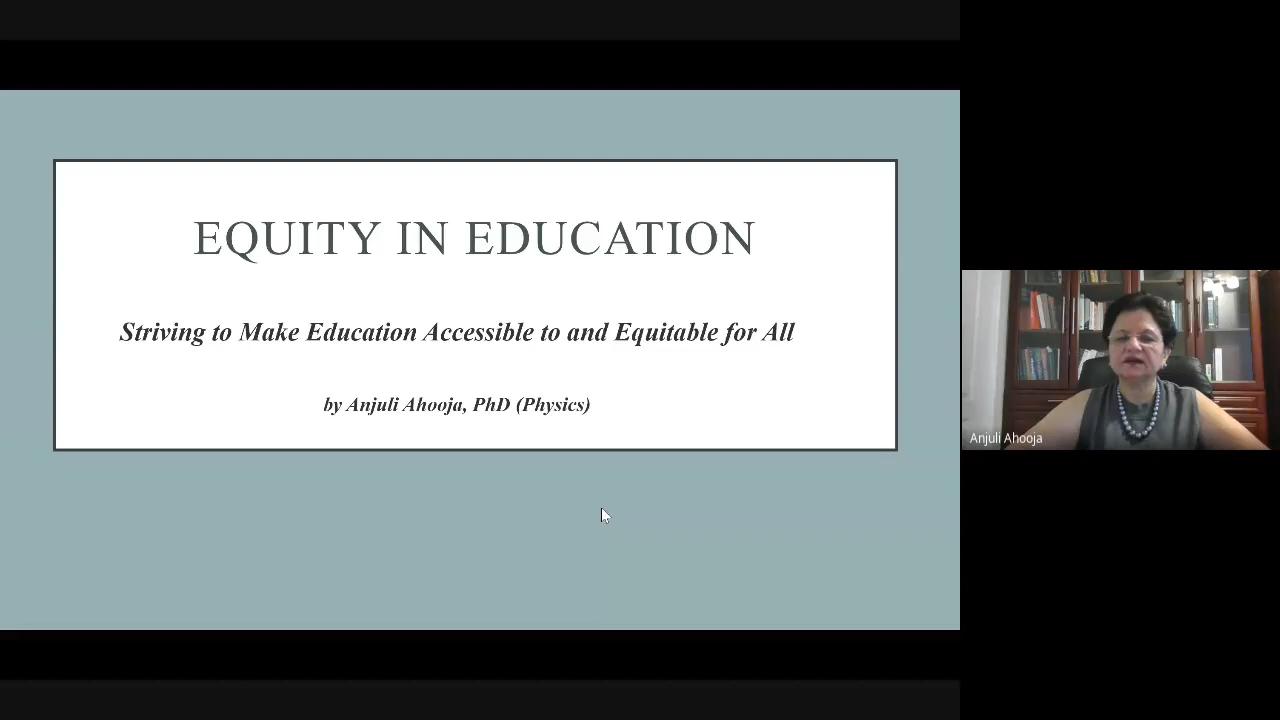 EQUITY IN EDUCATION
Striving to Make Education Accessible to and Equitable for All
by Anjuli Ahooja, PhD (Physics)
Anjuli Ahooja